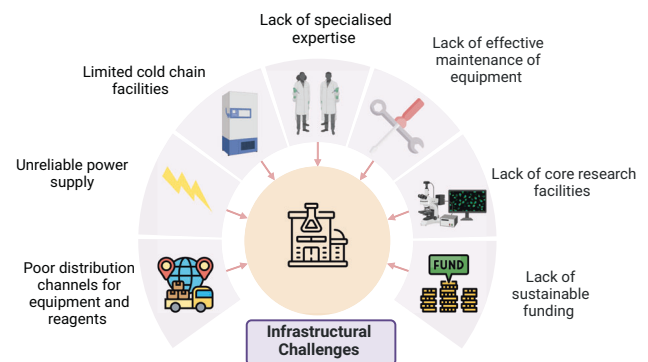 Lack of specialised
expertise
Lack of effective
maintenance of
equipment
Limited cold chain
facilities
Unreliable power
supply
Lack of core research
facilities
Poor distribution
channels for
equipment and
reagents
FUND
Lack of
sustainable
funding
Infrastructural
Challenges